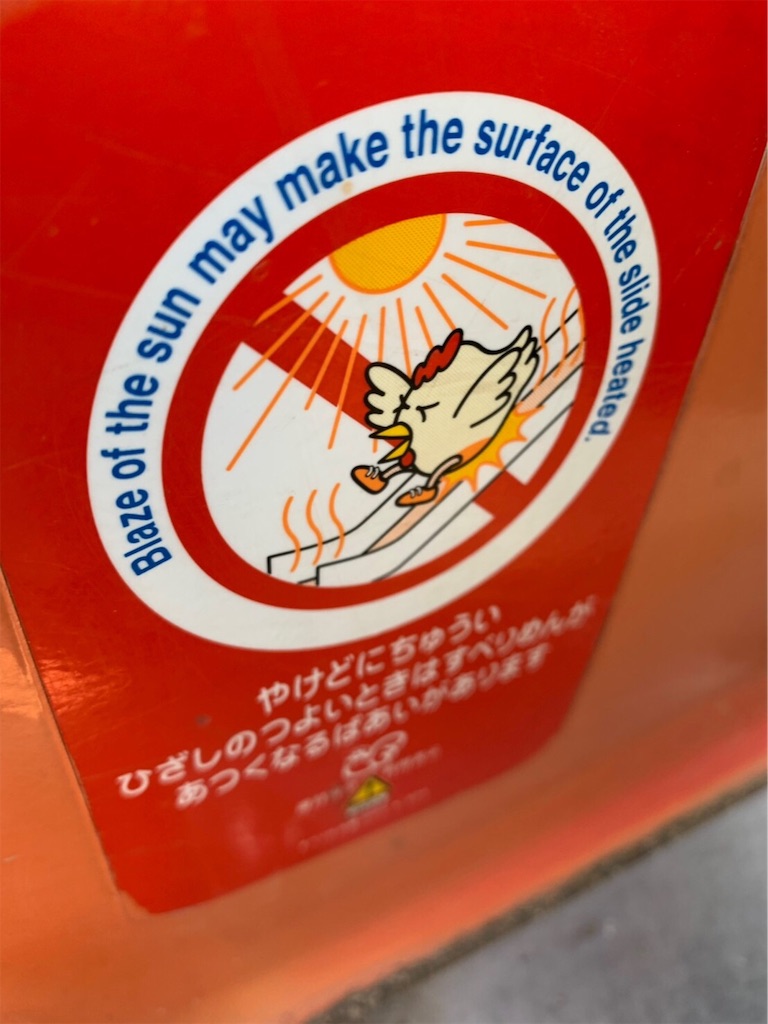 Blaze of the sun may make the surface of the slide heated.
やけどにちゅうい
ひざしのつよいときはすべりめんが
あつくなるばあいがあります